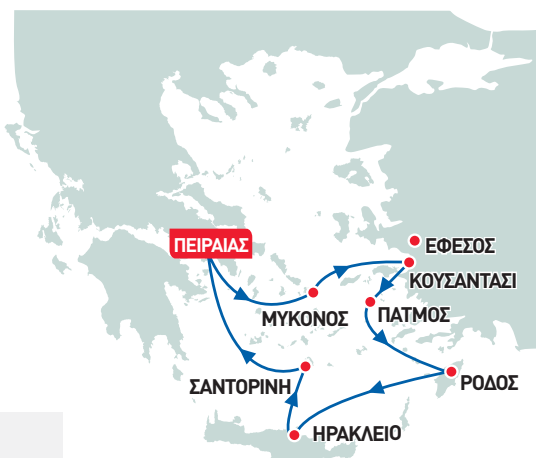 ΠΕΙΡΑΙΑΣ
ΕΦΕΣΟΣ
ΚΟΥΣΑΝΤΑΣΙ
ΠΑΤΜΟΣ
ΜΥΚΟΝΟΣ
ΣΑΝΤΟΡΙΝΗ
ΡΟΔΟΣ
ΗΡΑΚΛΕΙΟ